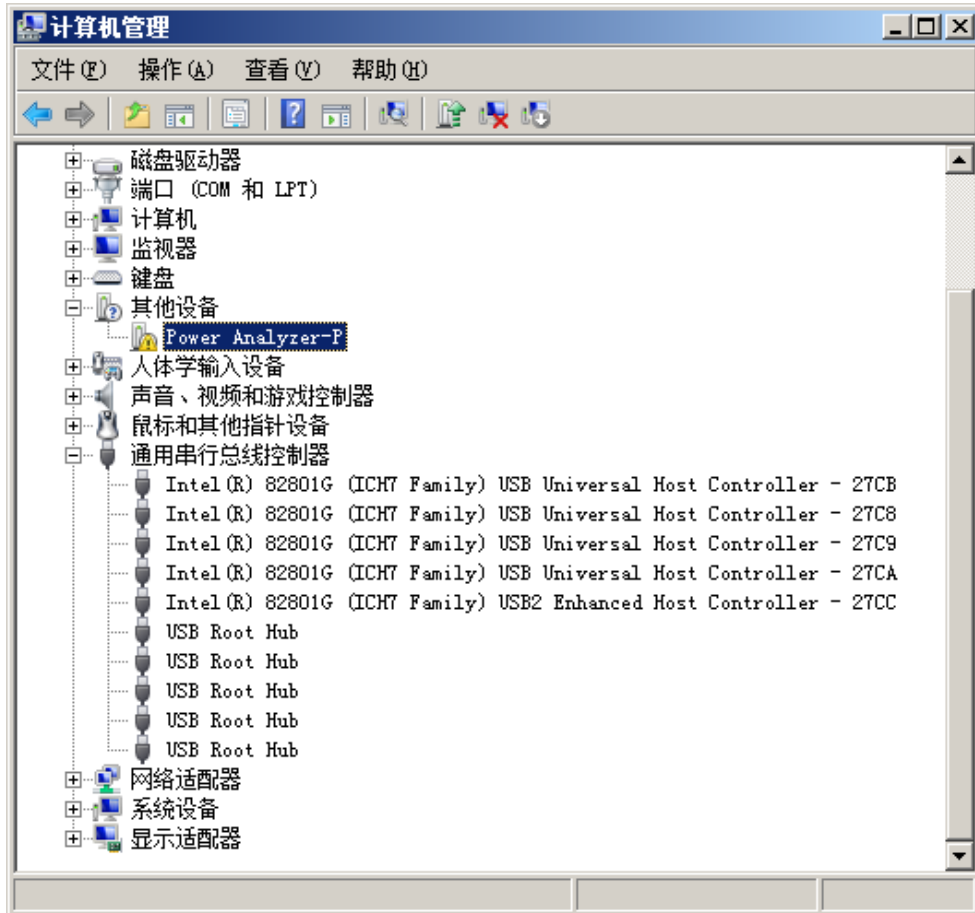 计算机管理
文件(F) 操作(A) 查看(V) 帮助(H)
磁盘驱动器
端口 (COM 和 LPT)
计算机
监视器
键盘
其他设备
Power Analyzer-P
人体学输入设备
声音、视频和游戏控制器
鼠标和其他指针设备
通用串行总线控制器
Intel(R) 82801G (ICH7 Family) USB Universal Host Controller - 27CB
Intel(R) 82801G (ICH7 Family) USB Universal Host Controller - 27C8
Intel(R) 82801G (ICH7 Family) USB Universal Host Controller - 27C9
Intel(R) 82801G (ICH7 Family) USB Universal Host Controller - 27CA
Intel(R) 82801G (ICH7 Family) USB2 Enhanced Host Controller - 27CC
USB Root Hub
USB Root Hub
USB Root Hub
USB Root Hub
USB Root Hub
网络适配器
系统设备
显示适配器